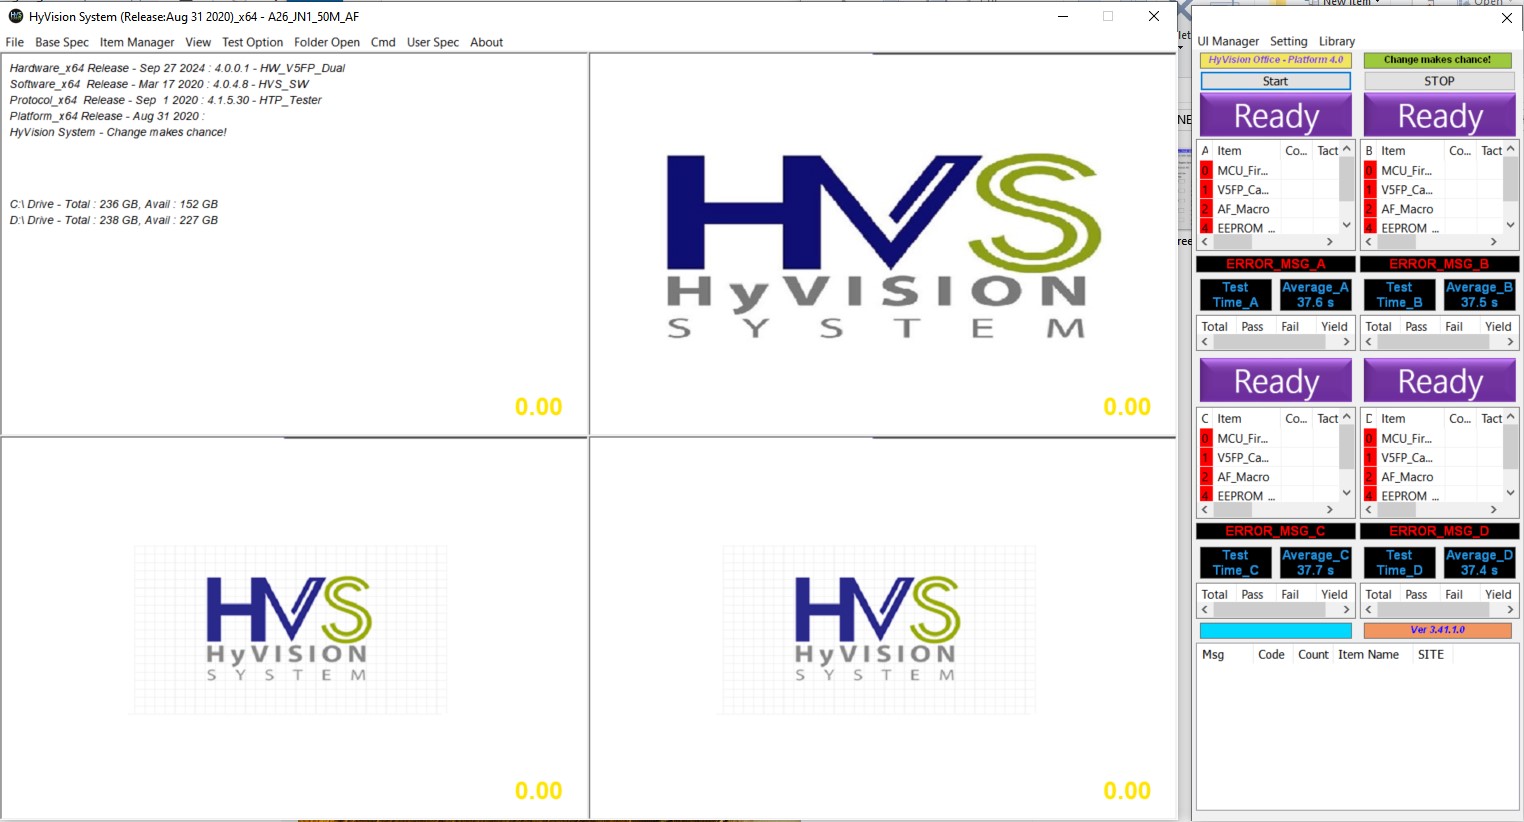 HyVision System (Release:Aug 31 2020)_x64 - A26_JN1_50M_AF
File Base Spec Item Manager View Test Option Folder Open Cmd User Spec About
Hardware_x64 Release - Sep 27 2024 : 4.0.0.1 - HW_V5FP_Dual
Software_x64 Release - Mar 17 2020 : 4.0.4.8 - HVS_SW
Protocol_x64 Release - Sep 1 2020 : 4.1.5.30 - HTP_Tester
Platform_x64 Release - Aug 31 2020 :
HyVision System - Change makes chance!
C:\ Drive - Total : 236 GB, Avail : 152 GB
D:\ Drive - Total : 238 GB, Avail : 227 GB
0.00
HVS
HyVISION
SYSTEM
0.00
HVS
HyVISION
SYSTEM
0.00
HVS
HyVISION
SYSTEM
0.00
New item
Open
UI Manager Setting Library
HyVision Office - Platform 4.0 Change makes chance!
Start STOP
Ready Ready
A Item Co... Tact B Item Co... Tact
0 MCU_Fir... 0 MCU_Fir...
1 V5FP_Ca... 1 V5FP_Ca...
2 AF_Macro 2 AF_Macro
4 EEPROM ... 4 EEPROM ...
ERROR_MSG_A ERROR_MSG_B
Test Average_A Test Average_B
Time_A 37.6 s Time_B 37.5 s
Total Pass Fail Yield Total Pass Fail Yield
Ready Ready
C Item Co... Tact D Item Co... Tact
0 MCU_Fir... 0 MCU_Fir...
1 V5FP_Ca... 1 V5FP_Ca...
2 AF_Macro 2 AF_Macro
4 EEPROM ... 4 EEPROM ...
ERROR_MSG_C ERROR_MSG_D
Test Average_C Test Average_D
Time_C 37.7 s Time_D 37.4 s
Total Pass Fail Yield Total Pass Fail Yield
Ver 3.41.1.0
Msg Code Count Item Name SITE